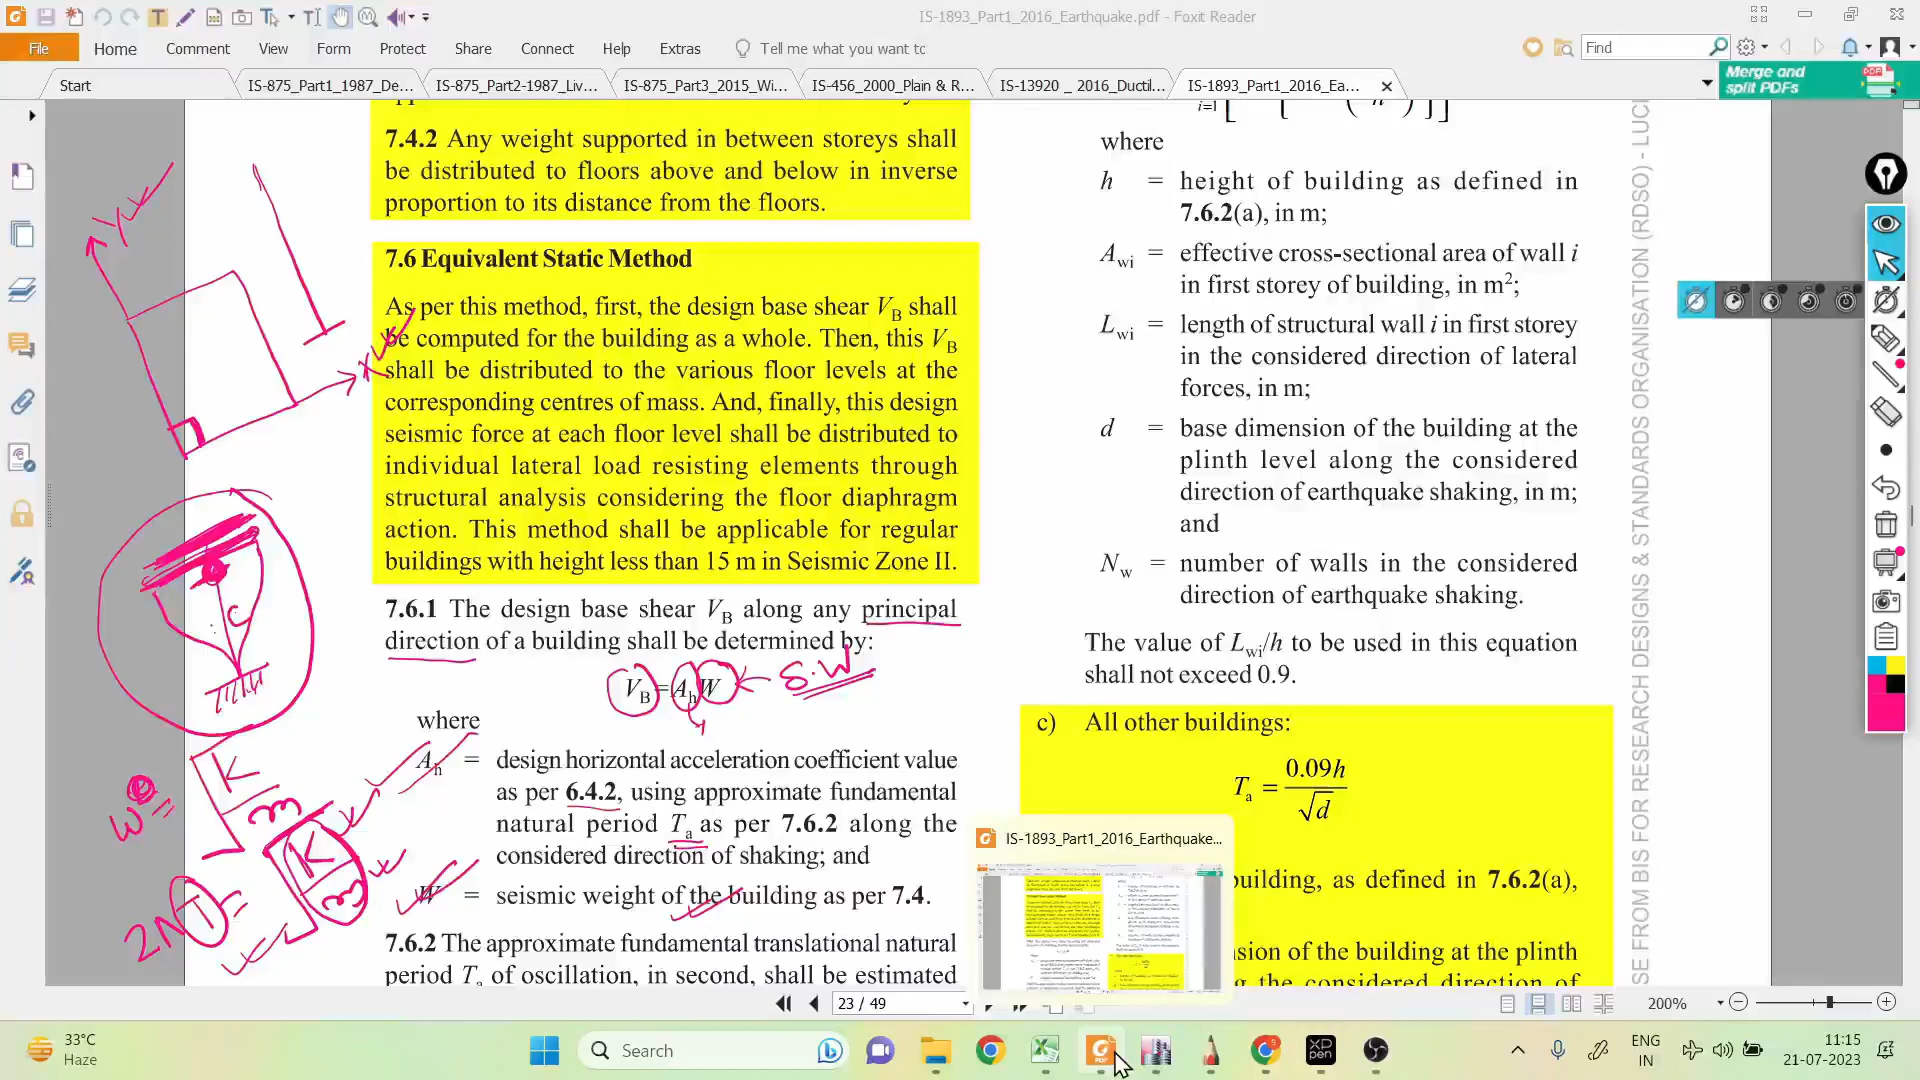 IS-1893_Part1_2016_Earthquake.pdf - Foxit Reader
File Home Comment View Form Protect Share Connect Help Extras Tell me what you want to Find
Start IS-875_Part1_1987_De... IS-875_Part2-1987_Liv... IS-875_Part3_2015_Wi... IS-456_2000_Plain & R... IS-13920 _ 2016_Ductil... IS-1893_Part1_2016_Ea...
Merge and
split PDFs
7.4.2 Any weight supported in between storeys shall
be distributed to floors above and below in inverse
proportion to its distance from the floors.
7.6 Equivalent Static Method
As per this method, first, the design base shear VB shall
be computed for the building as a whole. Then, this VB
shall be distributed to the various floor levels at the
corresponding centres of mass. And, finally, this design
seismic force at each floor level shall be distributed to
individual lateral load resisting elements through
structural analysis considering the floor diaphragm
action. This method shall be applicable for regular
buildings with height less than 15 m in Seismic Zone II.
7.6.1 The design base shear VB along any principal
direction of a building shall be determined by:
VB = AhW
S.W
where
Ah = design horizontal acceleration coefficient value
as per 6.4.2, using approximate fundamental
natural period Ta as per 7.6.2 along the
considered direction of shaking; and
W = seismic weight of the building as per 7.4.
7.6.2 The approximate fundamental translational natural
period Ta of oscillation, in second, shall be estimated
Y
X
C
K
m
K
m
i=1
where
h = height of building as defined in
7.6.2(a), in m;
Awi = effective cross-sectional area of wall i
in first storey of building, in m2;
Lwi = length of structural wall i in first storey
in the considered direction of lateral
forces, in m;
d = base dimension of the building at the
plinth level along the considered
direction of earthquake shaking, in m;
and
Nw = number of walls in the considered
direction of earthquake shaking.
The value of Lwi/h to be used in this equation
shall not exceed 0.9.
c) All other buildings:
Ta = 0.09h / √d
building, as defined in 7.6.2(a),
sion of the building at the plinth
g the considered direction of
IS-1893_Part1_2016_Earthquake...
SE FROM BIS FOR RESEARCH DESIGNS & STANDARDS ORGANISATION (RDSO) - LUC
23 / 49
200%
33°C
Haze
Search
ENG
IN
11:15
21-07-2023